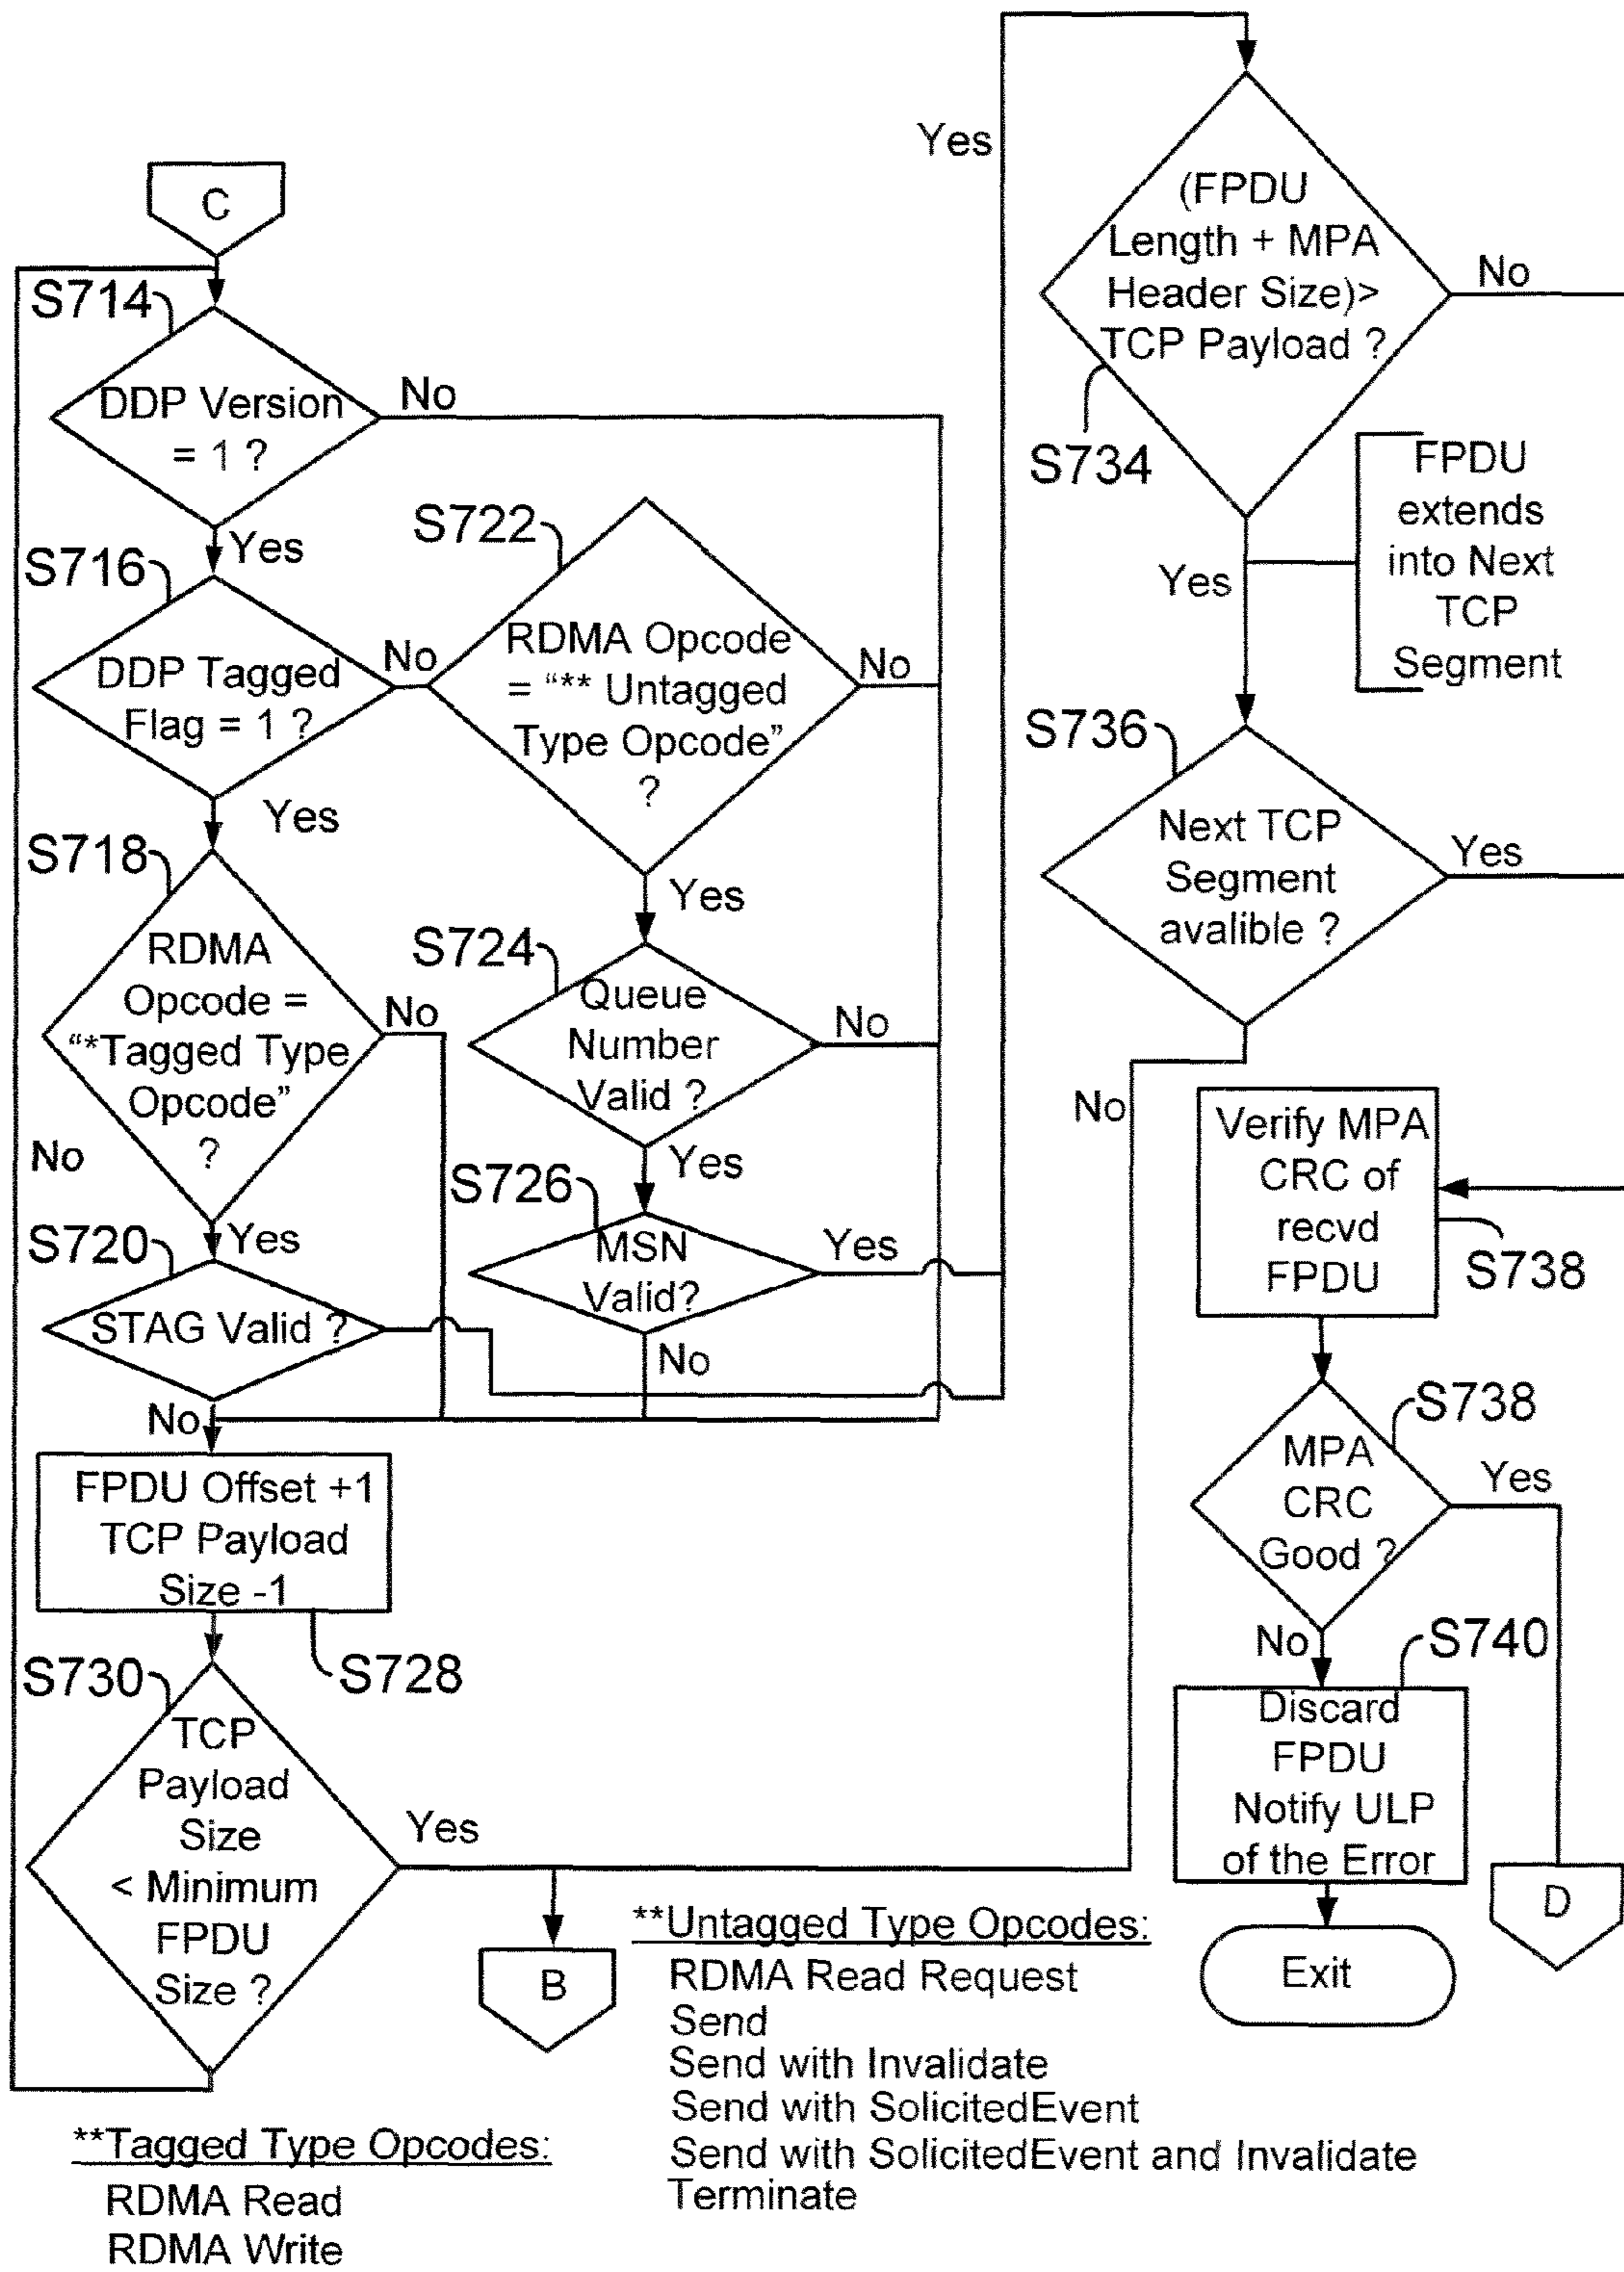 C
S714
DDP Version
= 1 ?
No
Yes
S716
DDP Tagged
Flag = 1 ?
No
Yes
S718
RDMA
Opcode =
“*Tagged Type
Opcode”
?
No
No
Yes
S720
STAG Valid ?
No
S722
RDMA Opcode
= “** Untagged
Type Opcode”
?
No
Yes
S724
Queue
Number
Valid ?
No
Yes
S726
MSN
Valid?
Yes
No
FPDU Offset +1
TCP Payload
Size -1
S728
S730
TCP
Payload
Size
< Minimum
FPDU
Size ?
Yes
B
Yes
(FPDU
Length + MPA
Header Size)>
TCP Payload ?
No
S734
Yes
FPDU
extends
into Next
TCP
Segment
S736
Next TCP
Segment
avalible ?
Yes
No
Verify MPA
CRC of
recvd
FPDU
S738
S738
MPA
CRC
Good ?
Yes
No
S740
Discard
FPDU
Notify ULP
of the Error
D
Exit
**Untagged Type Opcodes:
RDMA Read Request
Send
Send with Invalidate
Send with SolicitedEvent
Send with SolicitedEvent and Invalidate
Terminate
**Tagged Type Opcodes:
RDMA Read
RDMA Write